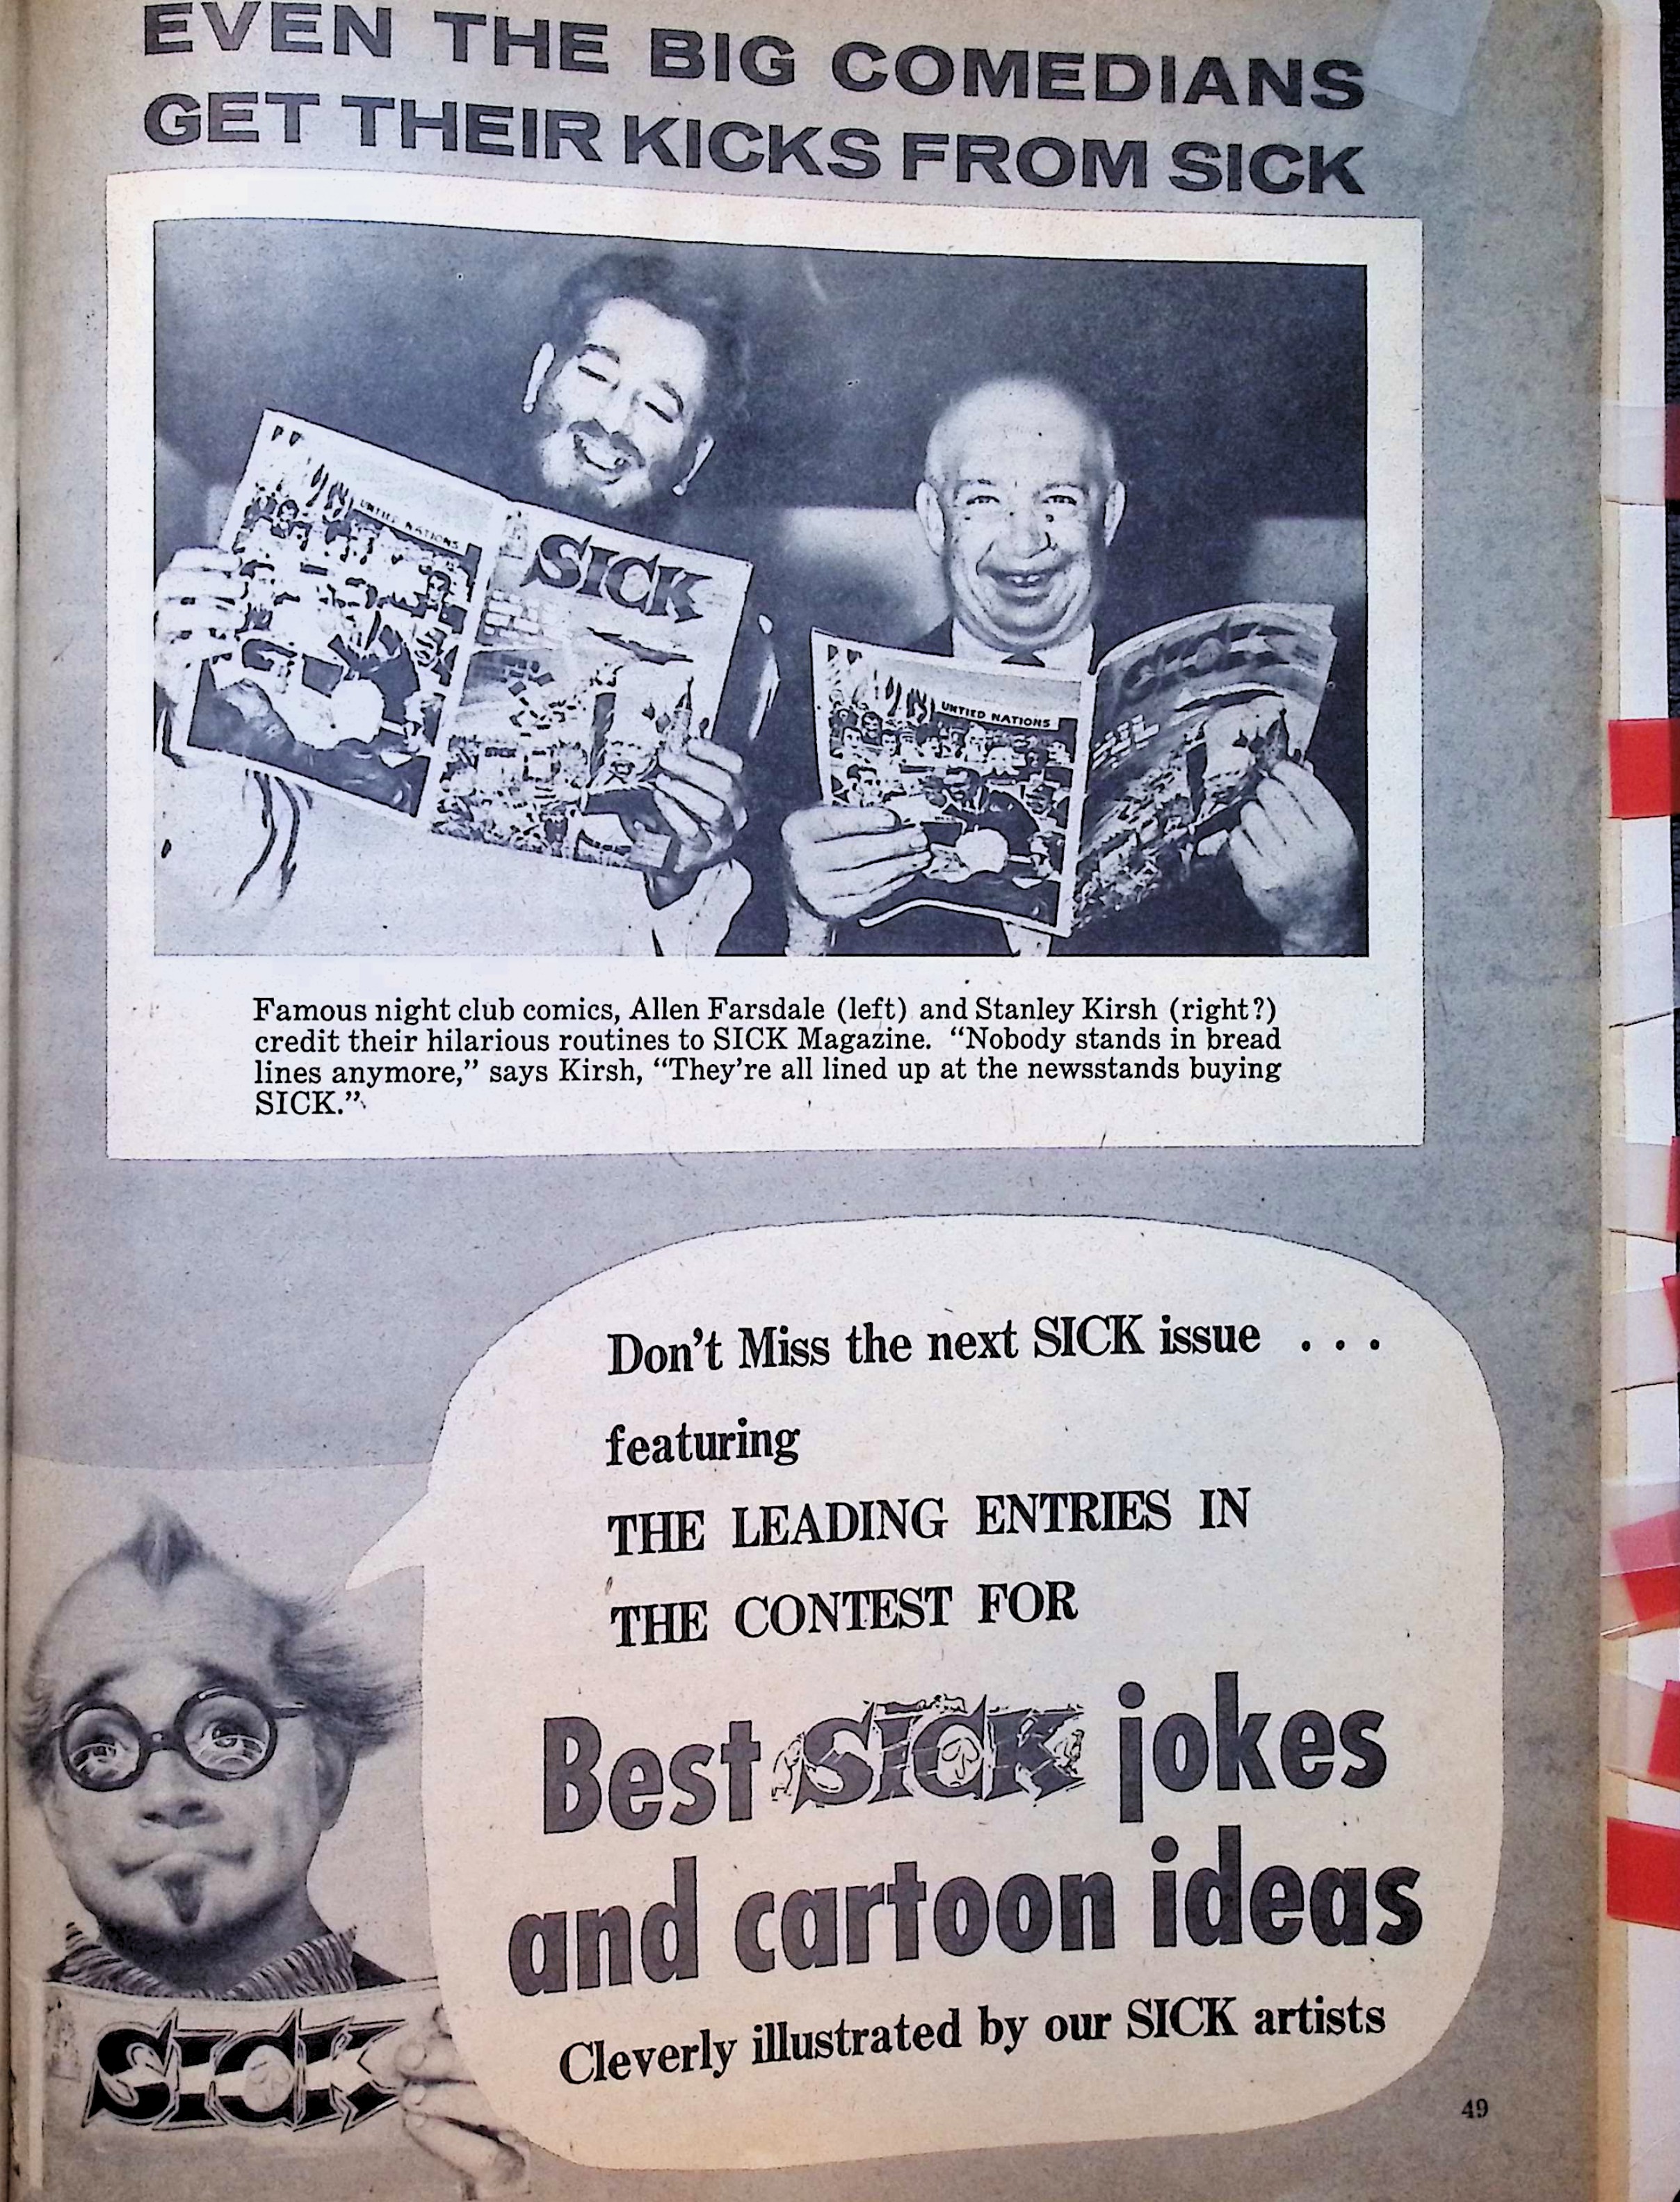 EVEN THE BIG COMEDIANS
GET THEIR KICKS FROM SICK
UNTIED NATIONS
SICK
UNTIED NATIONS
SICK
Famous night club comics, Allen Farsdale (left) and Stanley Kirsh (right?)
credit their hilarious routines to SICK Magazine. “Nobody stands in bread
lines anymore,” says Kirsh, “They're all lined up at the newsstands buying
SICK.”
Don't Miss the next SICK issue . . .
featuring
THE LEADING ENTRIES IN
THE CONTEST FOR
Best SICK jokes
and cartoon ideas
Cleverly illustrated by our SICK artists
SICK
49